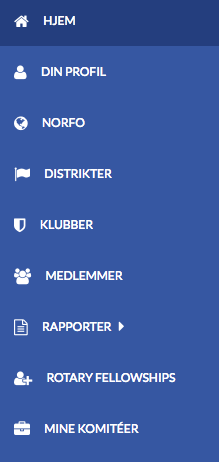 HJEM
DIN PROFIL
NORFO
DISTRIKTER
KLUBBER
MEDLEMMER
RAPPORTER
ROTARY FELLOWSHIPS
MINE KOMITÉER